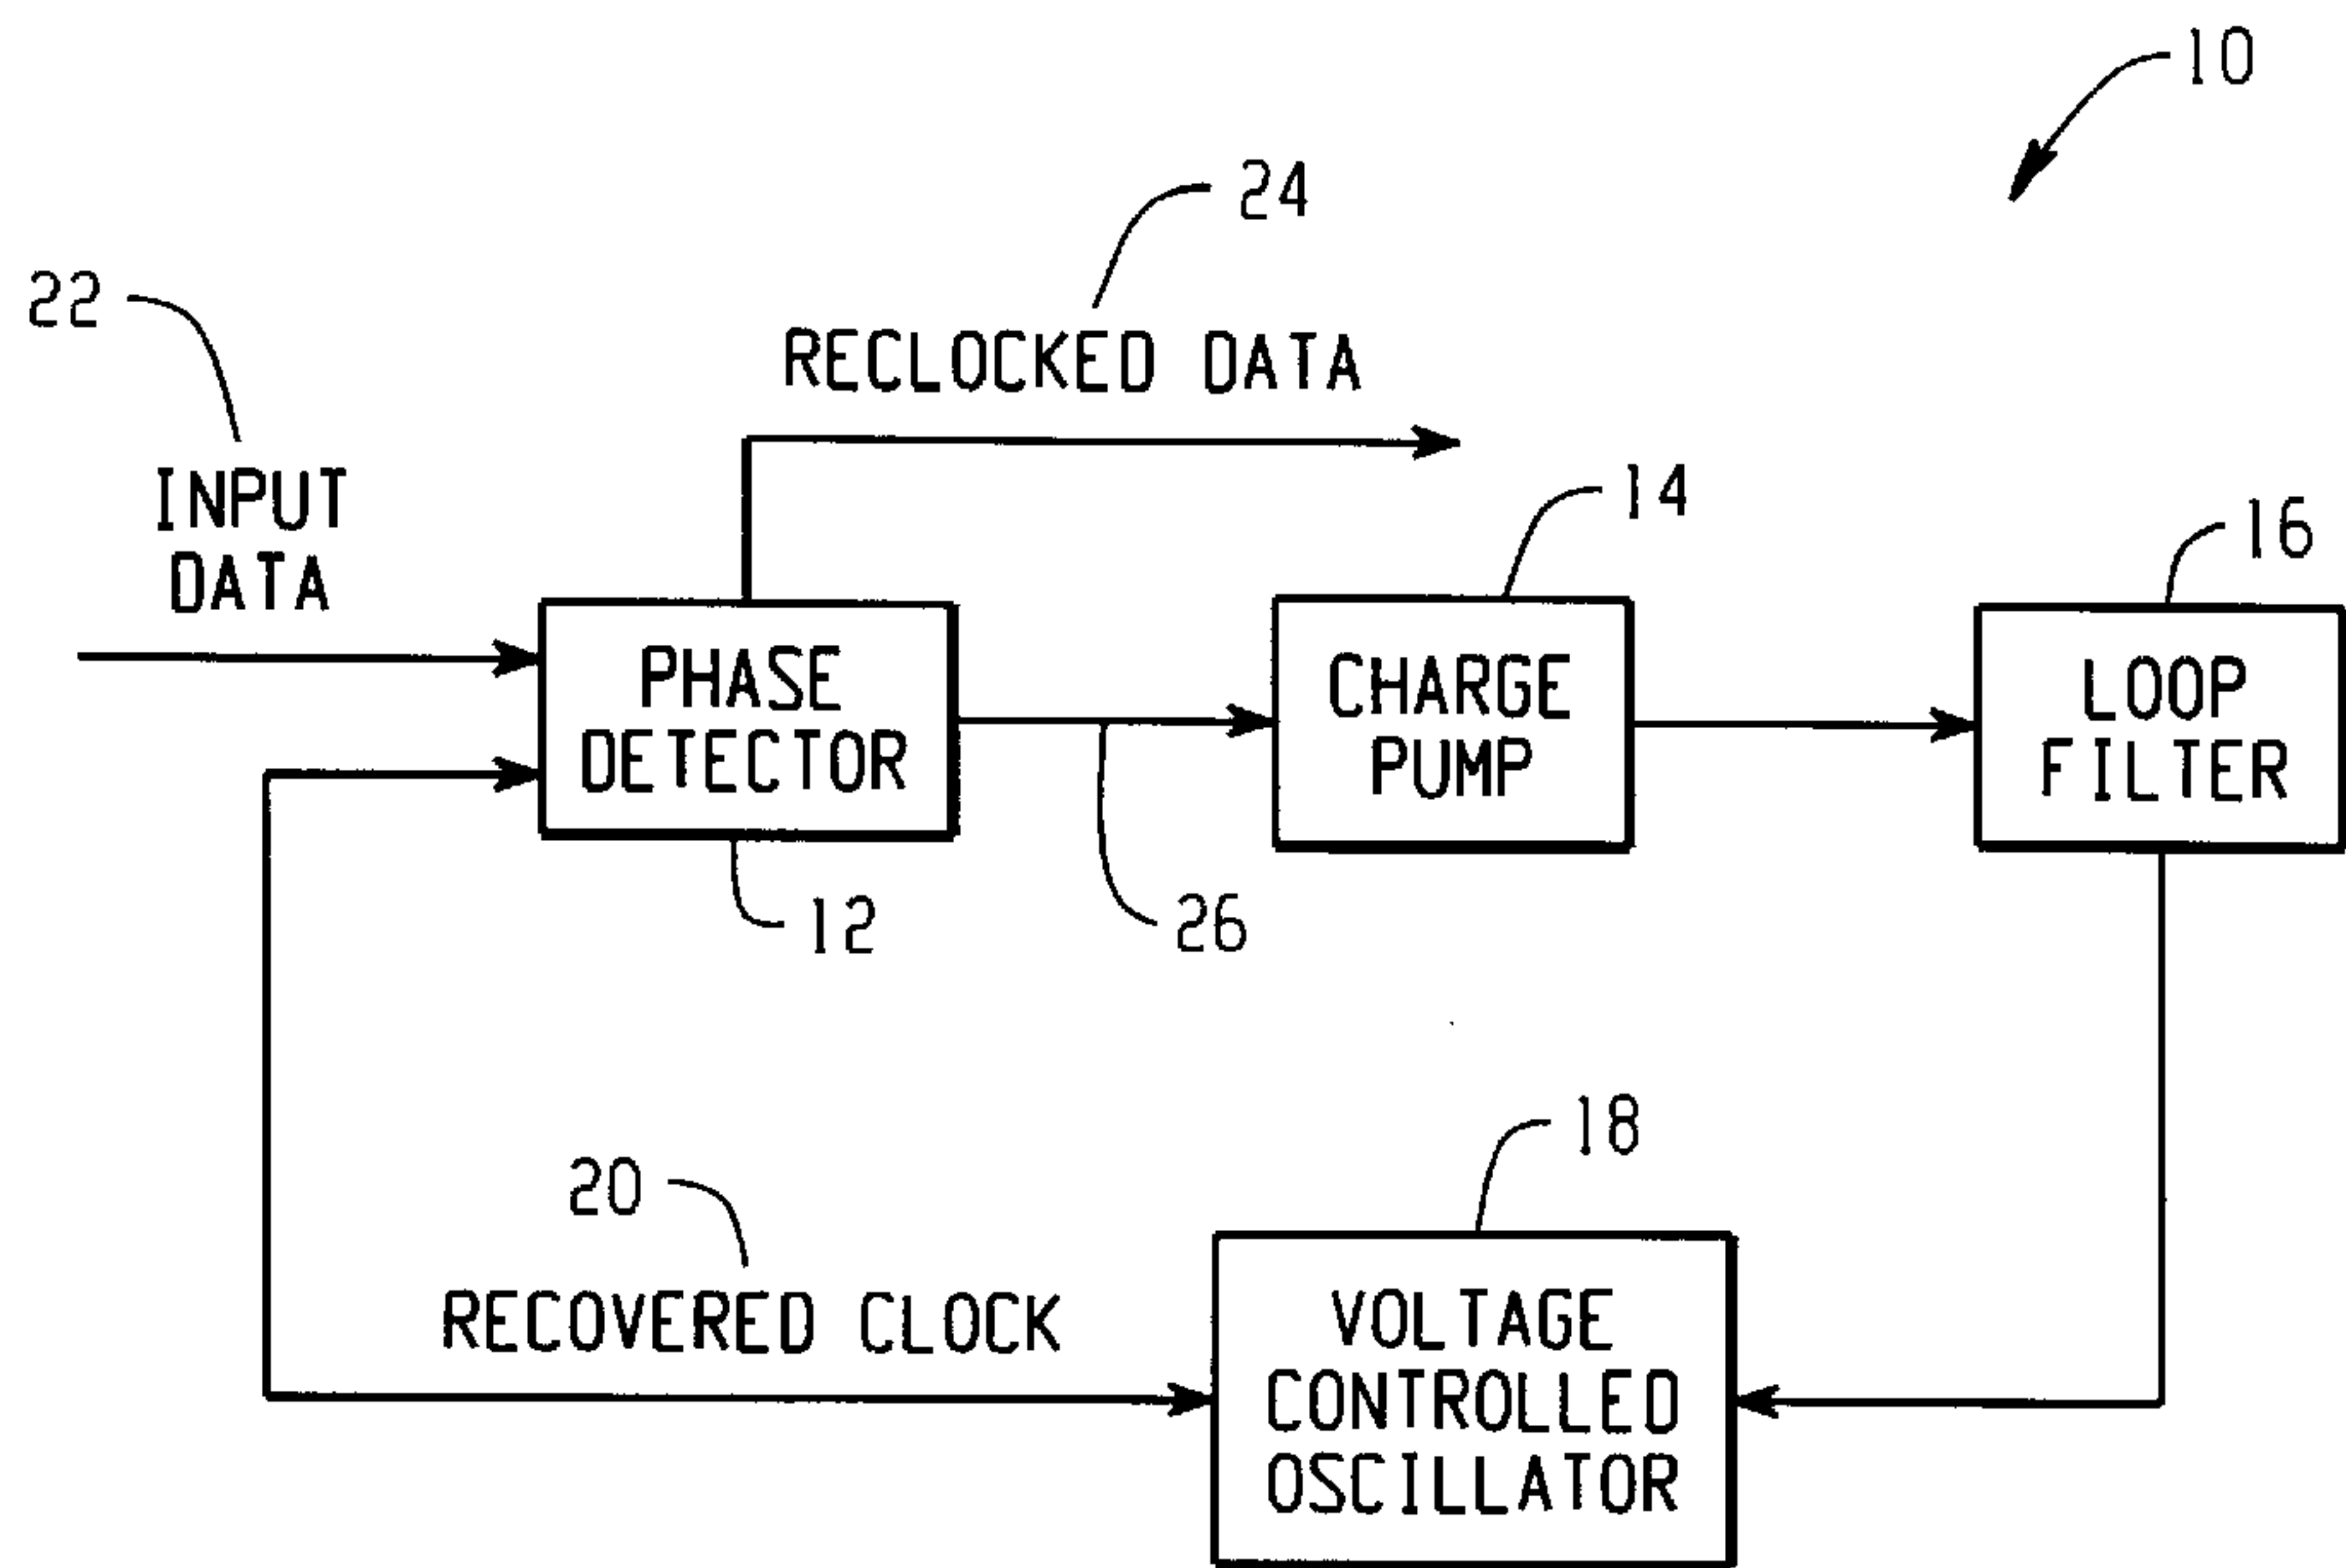 10
24
22
RECLOCKED DATA
INPUT
DATA
14
16
PHASE
DETECTOR
CHARGE
PUMP
LOOP
FILTER
12
26
18
20
RECOVERED CLOCK
VOLTAGE
CONTROLLED
OSCILLATOR